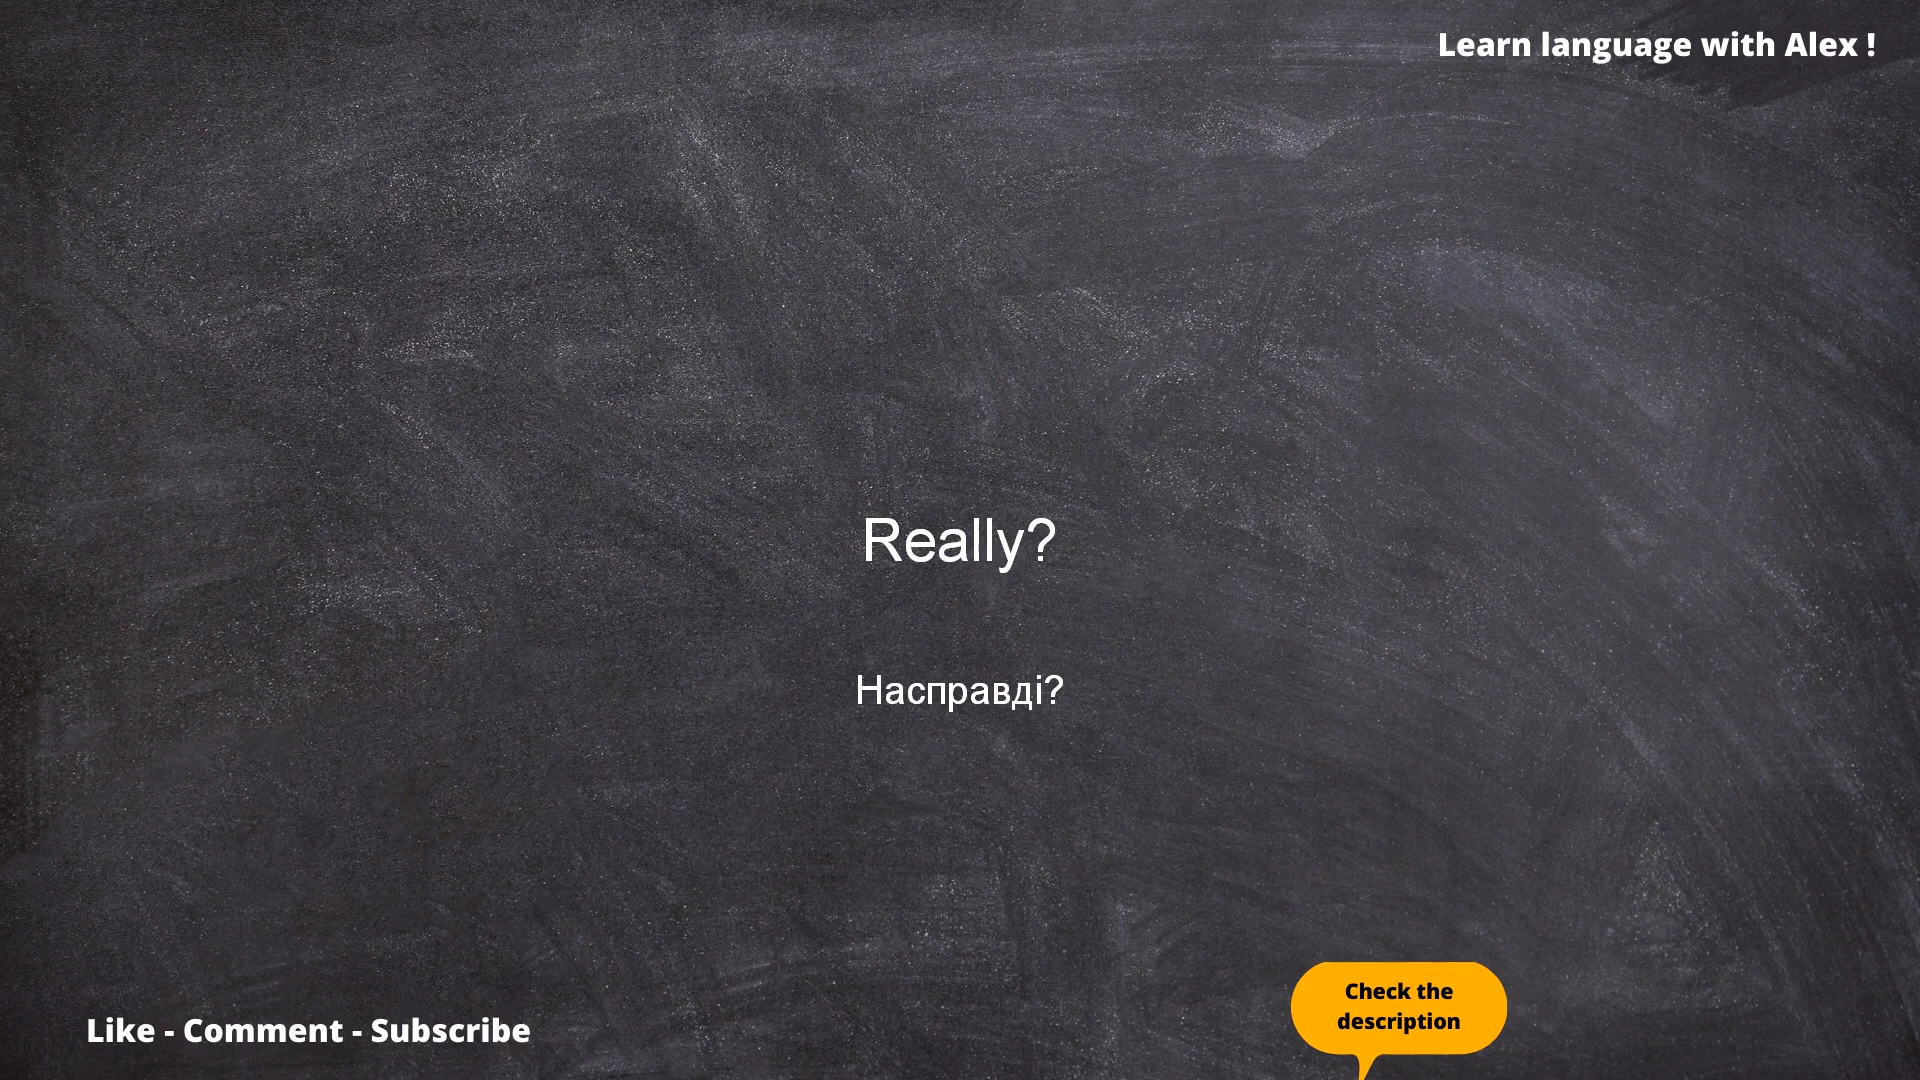 Learn language with Alex !
Really?
Насправді?
Like - Comment - Subscribe
Check the
description